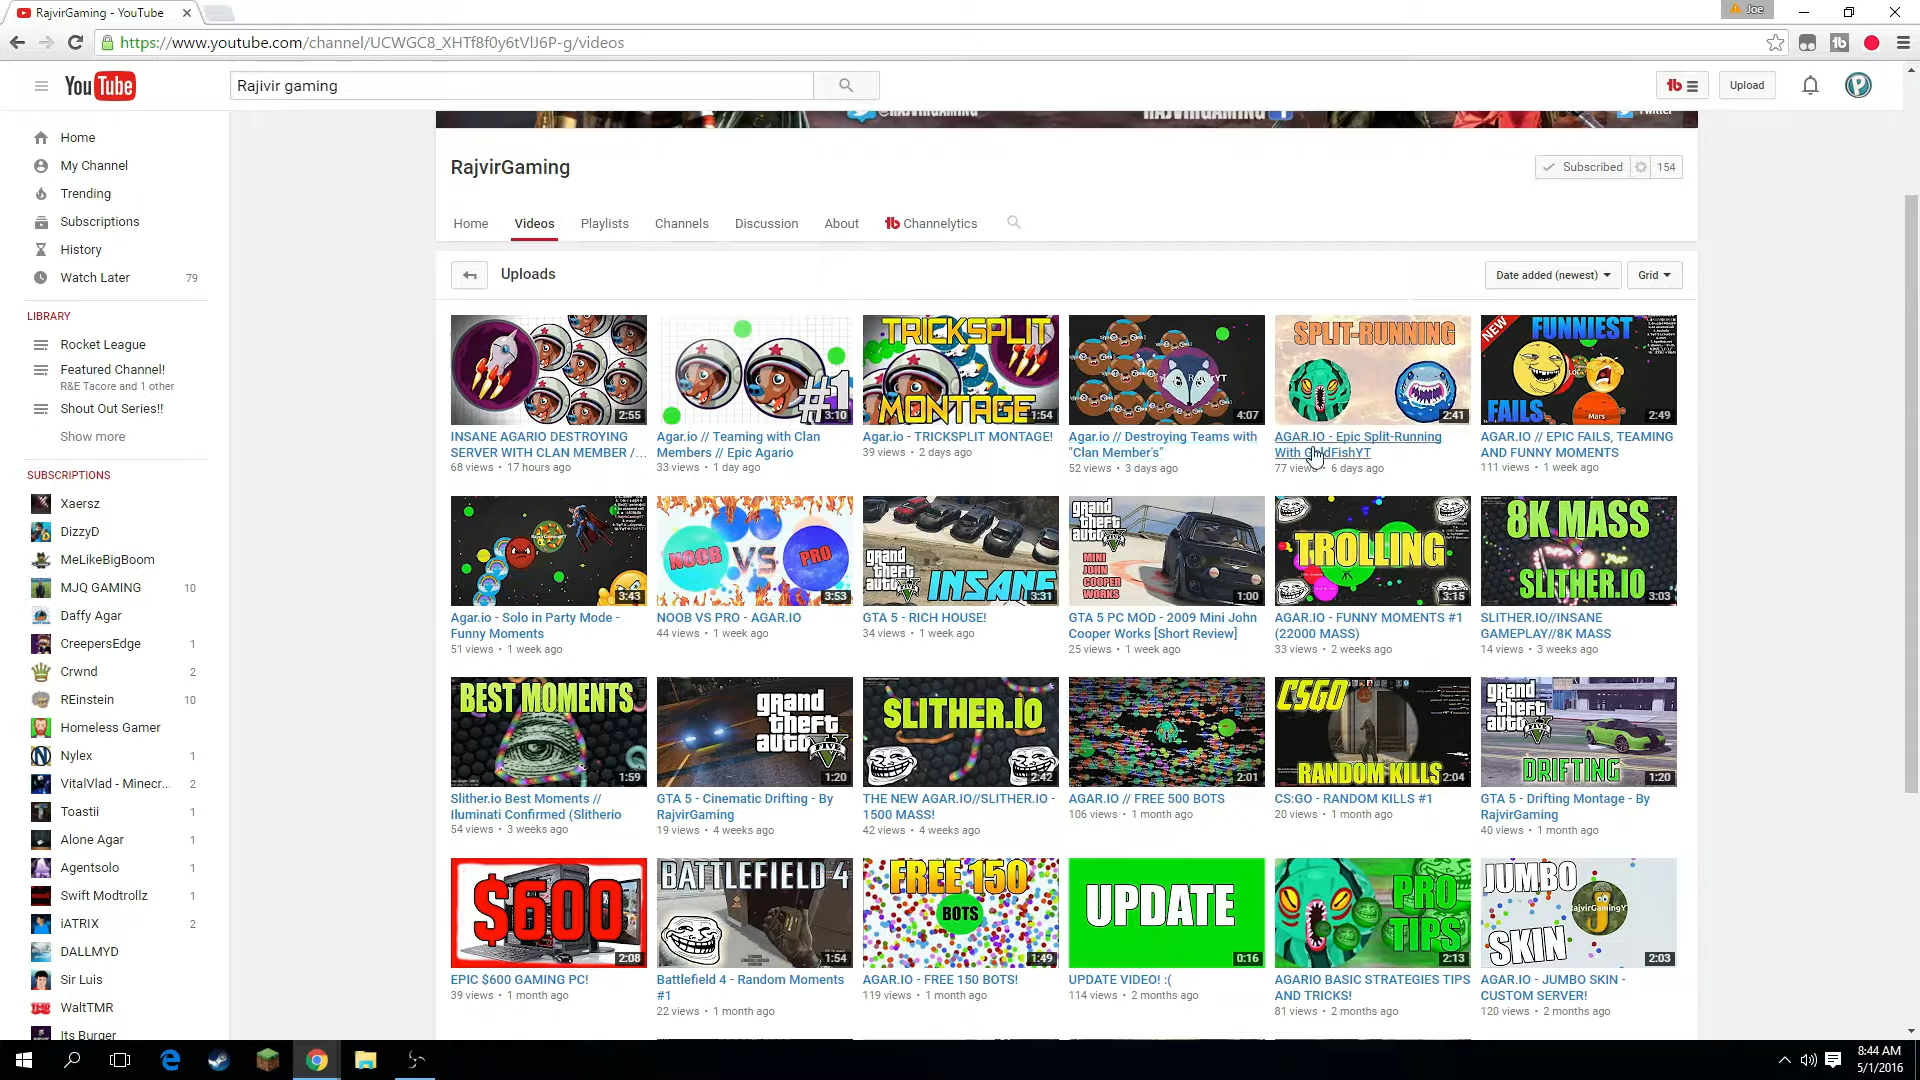 RajvirGaming - YouTube
Joe
https://www.youtube.com/channel/UCWGC8_XHTf8f0y6tVlJ6P-g/videos
YouTube
Rajivir gaming
Upload
RajvirGaming
Subscribed 154
Home Videos Playlists Channels Discussion About Channelytics
Uploads
Date added (newest)
Grid
Home
My Channel
Trending
Subscriptions
History
Watch Later 79
LIBRARY
Rocket League
Featured Channel!
R&E Tacore and 1 other
Shout Out Series!!
Show more
SUBSCRIPTIONS
Xaersz
DizzyD
MeLikeBigBoom
MJQ GAMING 10
Daffy Agar
CreepersEdge 1
Crwnd 2
REinstein 10
Homeless Gamer
Nylex 1
VitalVlad - Minecr... 2
Toastii 1
Alone Agar 1
Agentsolo 1
Swift Modtrollz 1
iATRIX 2
DALLMYD
Sir Luis
WaltTMR
Its Burger
2:55
INSANE AGARIO DESTROYING
SERVER WITH CLAN MEMBER /...
68 views • 17 hours ago
#1
3:10
Agar.io // Teaming with Clan
Members // Epic Agario
33 views • 1 day ago
TRICKSPLIT
MONTAGE
1:54
Agar.io - TRICKSPLIT MONTAGE!
39 views • 2 days ago
4:07
Agar.io // Destroying Teams with
"Clan Member's"
52 views • 3 days ago
SPLIT-RUNNING
2:41
AGAR.IO - Epic Split-Running
With GoldFishYT
77 views • 6 days ago
NEW
FUNNIEST
FAILS
Mars
2:49
AGAR.IO // EPIC FAILS, TEAMING
AND FUNNY MOMENTS
111 views • 1 week ago
3:43
Agar.io - Solo in Party Mode -
Funny Moments
51 views • 1 week ago
NOOB VS PRO
3:53
NOOB VS PRO - AGAR.IO
44 views • 1 week ago
grand
theft
auto
INSANE
3:31
GTA 5 - RICH HOUSE!
34 views • 1 week ago
grand
theft
auto
MINI
JOHN
COOPER
WORKS
1:00
GTA 5 PC MOD - 2009 Mini John
Cooper Works [Short Review]
25 views • 1 week ago
TROLLING
3:15
AGAR.IO - FUNNY MOMENTS #1
(22000 MASS)
33 views • 2 weeks ago
8K MASS
SLITHER.IO
3:03
SLITHER.IO//INSANE
GAMEPLAY//8K MASS
14 views • 3 weeks ago
BEST MOMENTS
1:59
Slither.io Best Moments //
Iluminati Confirmed (Slitherio
54 views • 3 weeks ago
grand
theft
auto
FIVE
1:20
GTA 5 - Cinematic Drifting - By
RajvirGaming
19 views • 4 weeks ago
SLITHER.IO
2:42
THE NEW AGAR.IO//SLITHER.IO -
1500 MASS!
42 views • 4 weeks ago
2:01
AGAR.IO // FREE 500 BOTS
106 views • 1 month ago
CSGO
RANDOM KILLS
2:04
CS:GO - RANDOM KILLS #1
20 views • 1 month ago
grand
theft
auto
DRIFTING
1:20
GTA 5 - Drifting Montage - By
RajvirGaming
40 views • 1 month ago
$600
2:08
EPIC $600 GAMING PC!
39 views • 1 month ago
BATTLEFIELD 4
1:54
Battlefield 4 - Random Moments
#1
22 views • 1 month ago
FREE 150
BOTS
1:49
AGAR.IO - FREE 150 BOTS!
119 views • 1 month ago
UPDATE
0:16
UPDATE VIDEO! :(
114 views • 2 months ago
PRO
TIPS
2:13
AGARIO BASIC STRATEGIES TIPS
AND TRICKS!
81 views • 2 months ago
JUMBO
SKIN
2:03
AGAR.IO - JUMBO SKIN -
CUSTOM SERVER!
120 views • 2 months ago
8:44 AM
5/1/2016